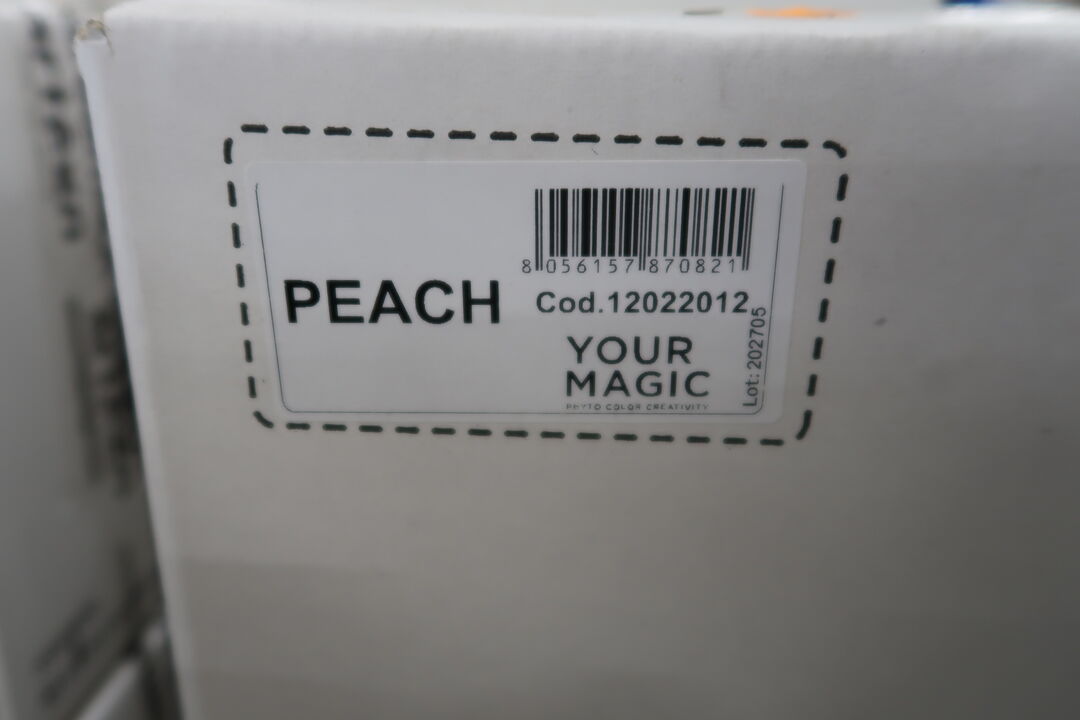 PEACH
8 056157 870821
Cod.12022012
YOUR
MAGIC
PHYTO COLOR CREATIVITY
Lot: 202705